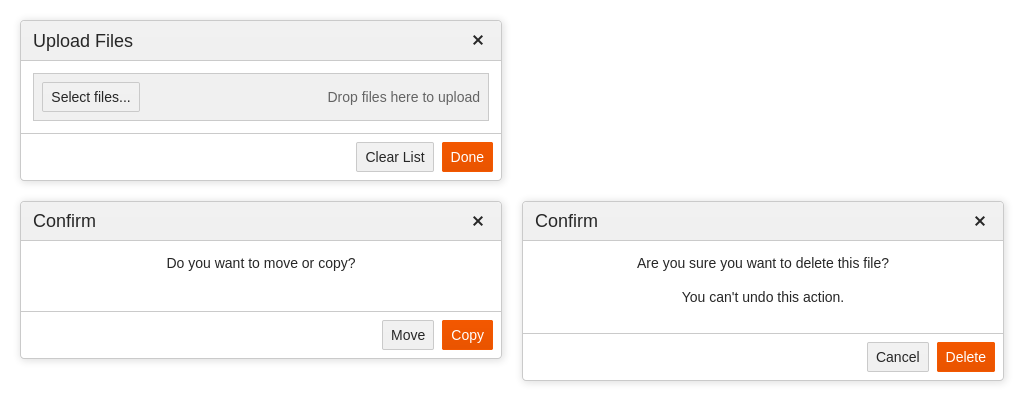 Upload Files ×
Select files... Drop files here to upload
Clear List Done
Confirm ×
Do you want to move or copy?
Move Copy
Confirm ×
Are you sure you want to delete this file?
You can't undo this action.
Cancel Delete